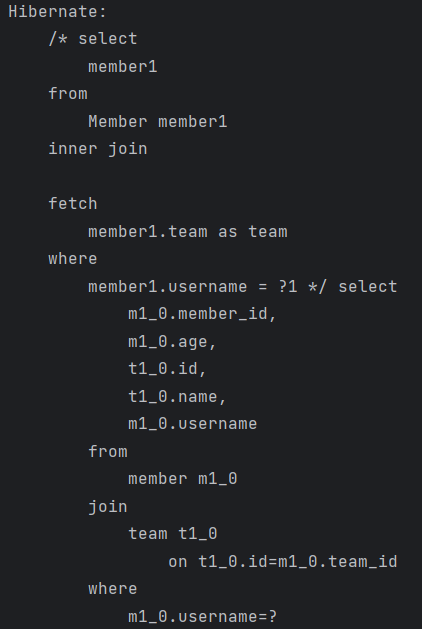 Hibernate:
    /* select
        member1
    from
        Member member1
    inner join

    fetch
        member1.team as team
    where
        member1.username = ?1 */ select
            m1_0.member_id,
            m1_0.age,
            t1_0.id,
            t1_0.name,
            m1_0.username
        from
            member m1_0
        join
            team t1_0
                on t1_0.id=m1_0.team_id
        where
            m1_0.username=?